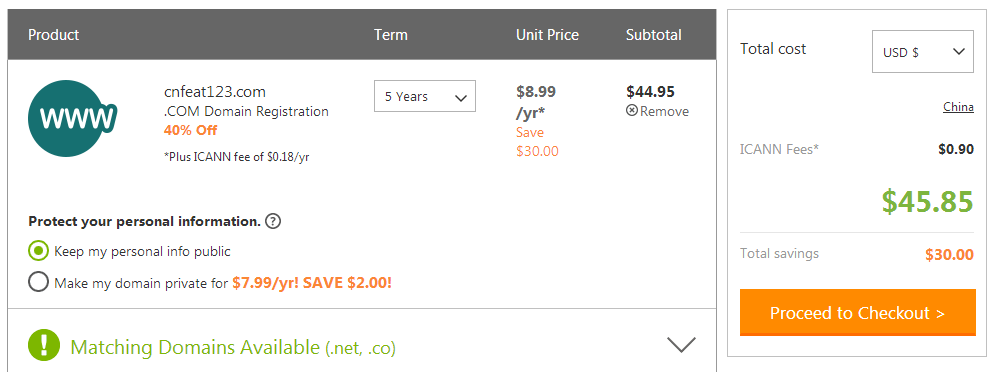 Product Term Unit Price Subtotal
WWW
cnfeat123.com
.COM Domain Registration
40% Off
*Plus ICANN fee of $0.18/yr
5 Years
$8.99
/yr*
Save
$30.00
$44.95
Remove
Protect your personal information. ?
Keep my personal info public
Make my domain private for $7.99/yr! SAVE $2.00!
! Matching Domains Available (.net, .co)
Total cost USD $
China
ICANN Fees* $0.90
$45.85
Total savings $30.00
Proceed to Checkout >